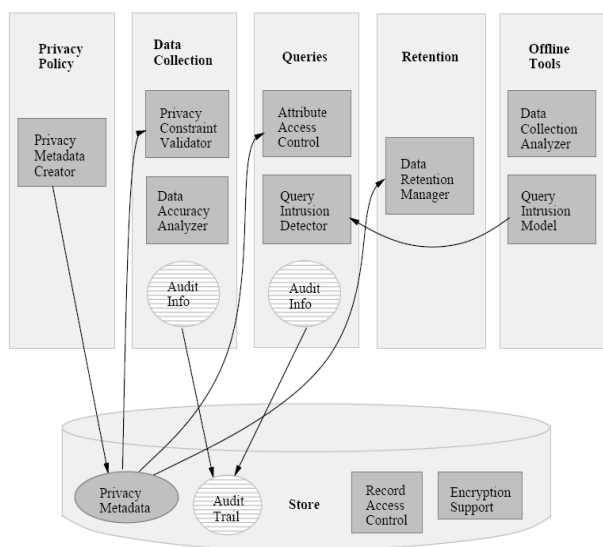 Privacy
Policy
Data
Collection
Queries
Retention
Offline
Tools
Privacy
Metadata
Creator
Privacy
Constraint
Validator
Data
Accuracy
Analyzer
Audit
Info
Attribute
Access
Control
Query
Intrusion
Detector
Audit
Info
Data
Retention
Manager
Data
Collection
Analyzer
Query
Intrusion
Model
Privacy
Metadata
Audit
Trail
Store
Record
Access
Control
Encryption
Support